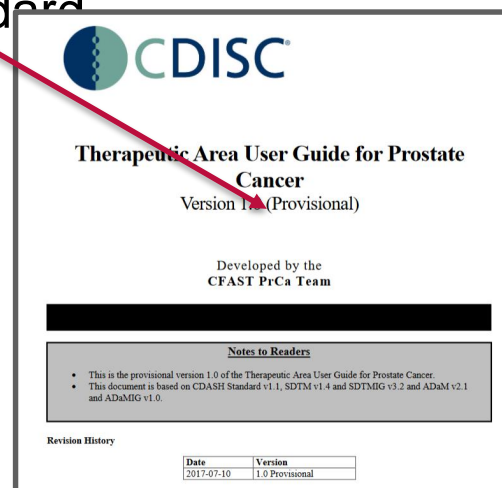 CDISC
Therapeutic Area User Guide for Prostate
Cancer
Version 1.0 (Provisional)
Developed by the
CFAST PrCa Team
Notes to Readers
• This is the provisional version 1.0 of the Therapeutic Area User Guide for Prostate Cancer.
• This document is based on CDASH Standard v1.1, SDTM v1.4 and SDTMIG v3.2 and ADaM v2.1
and ADaMIG v1.0.
Revision History
Date Version
2017-07-10 1.0 Provisional